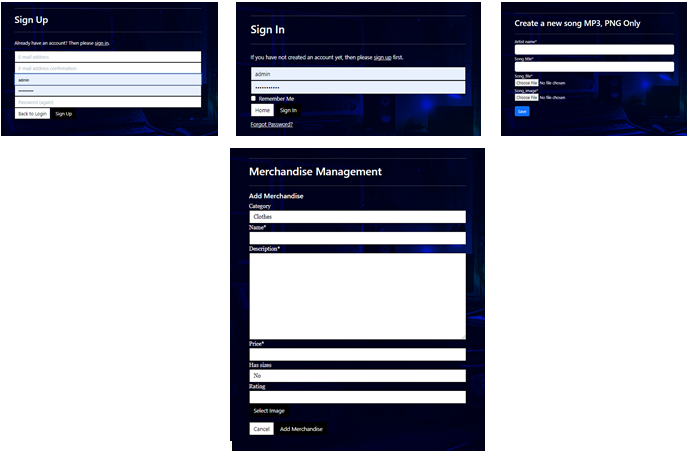 Sign Up
Already have an account? Then please sign in.
E-mail address
E-mail address confirmation
admin
••••••••••
Password (again)
Back to Login Sign Up
Sign In
If you have not created an account yet, then please sign up first.
admin
•••••••••••
Remember Me
Home Sign In
Forgot Password?
Create a new song MP3, PNG Only
Artist name*
Song title*
Song_file*
Choose File No file chosen
Song_image*
Choose File No file chosen
Save
Merchandise Management
Add Merchandise
Category
Clothes
Name*
Description*
Price*
Has sizes
No
Rating
Select Image
Cancel Add Merchandise